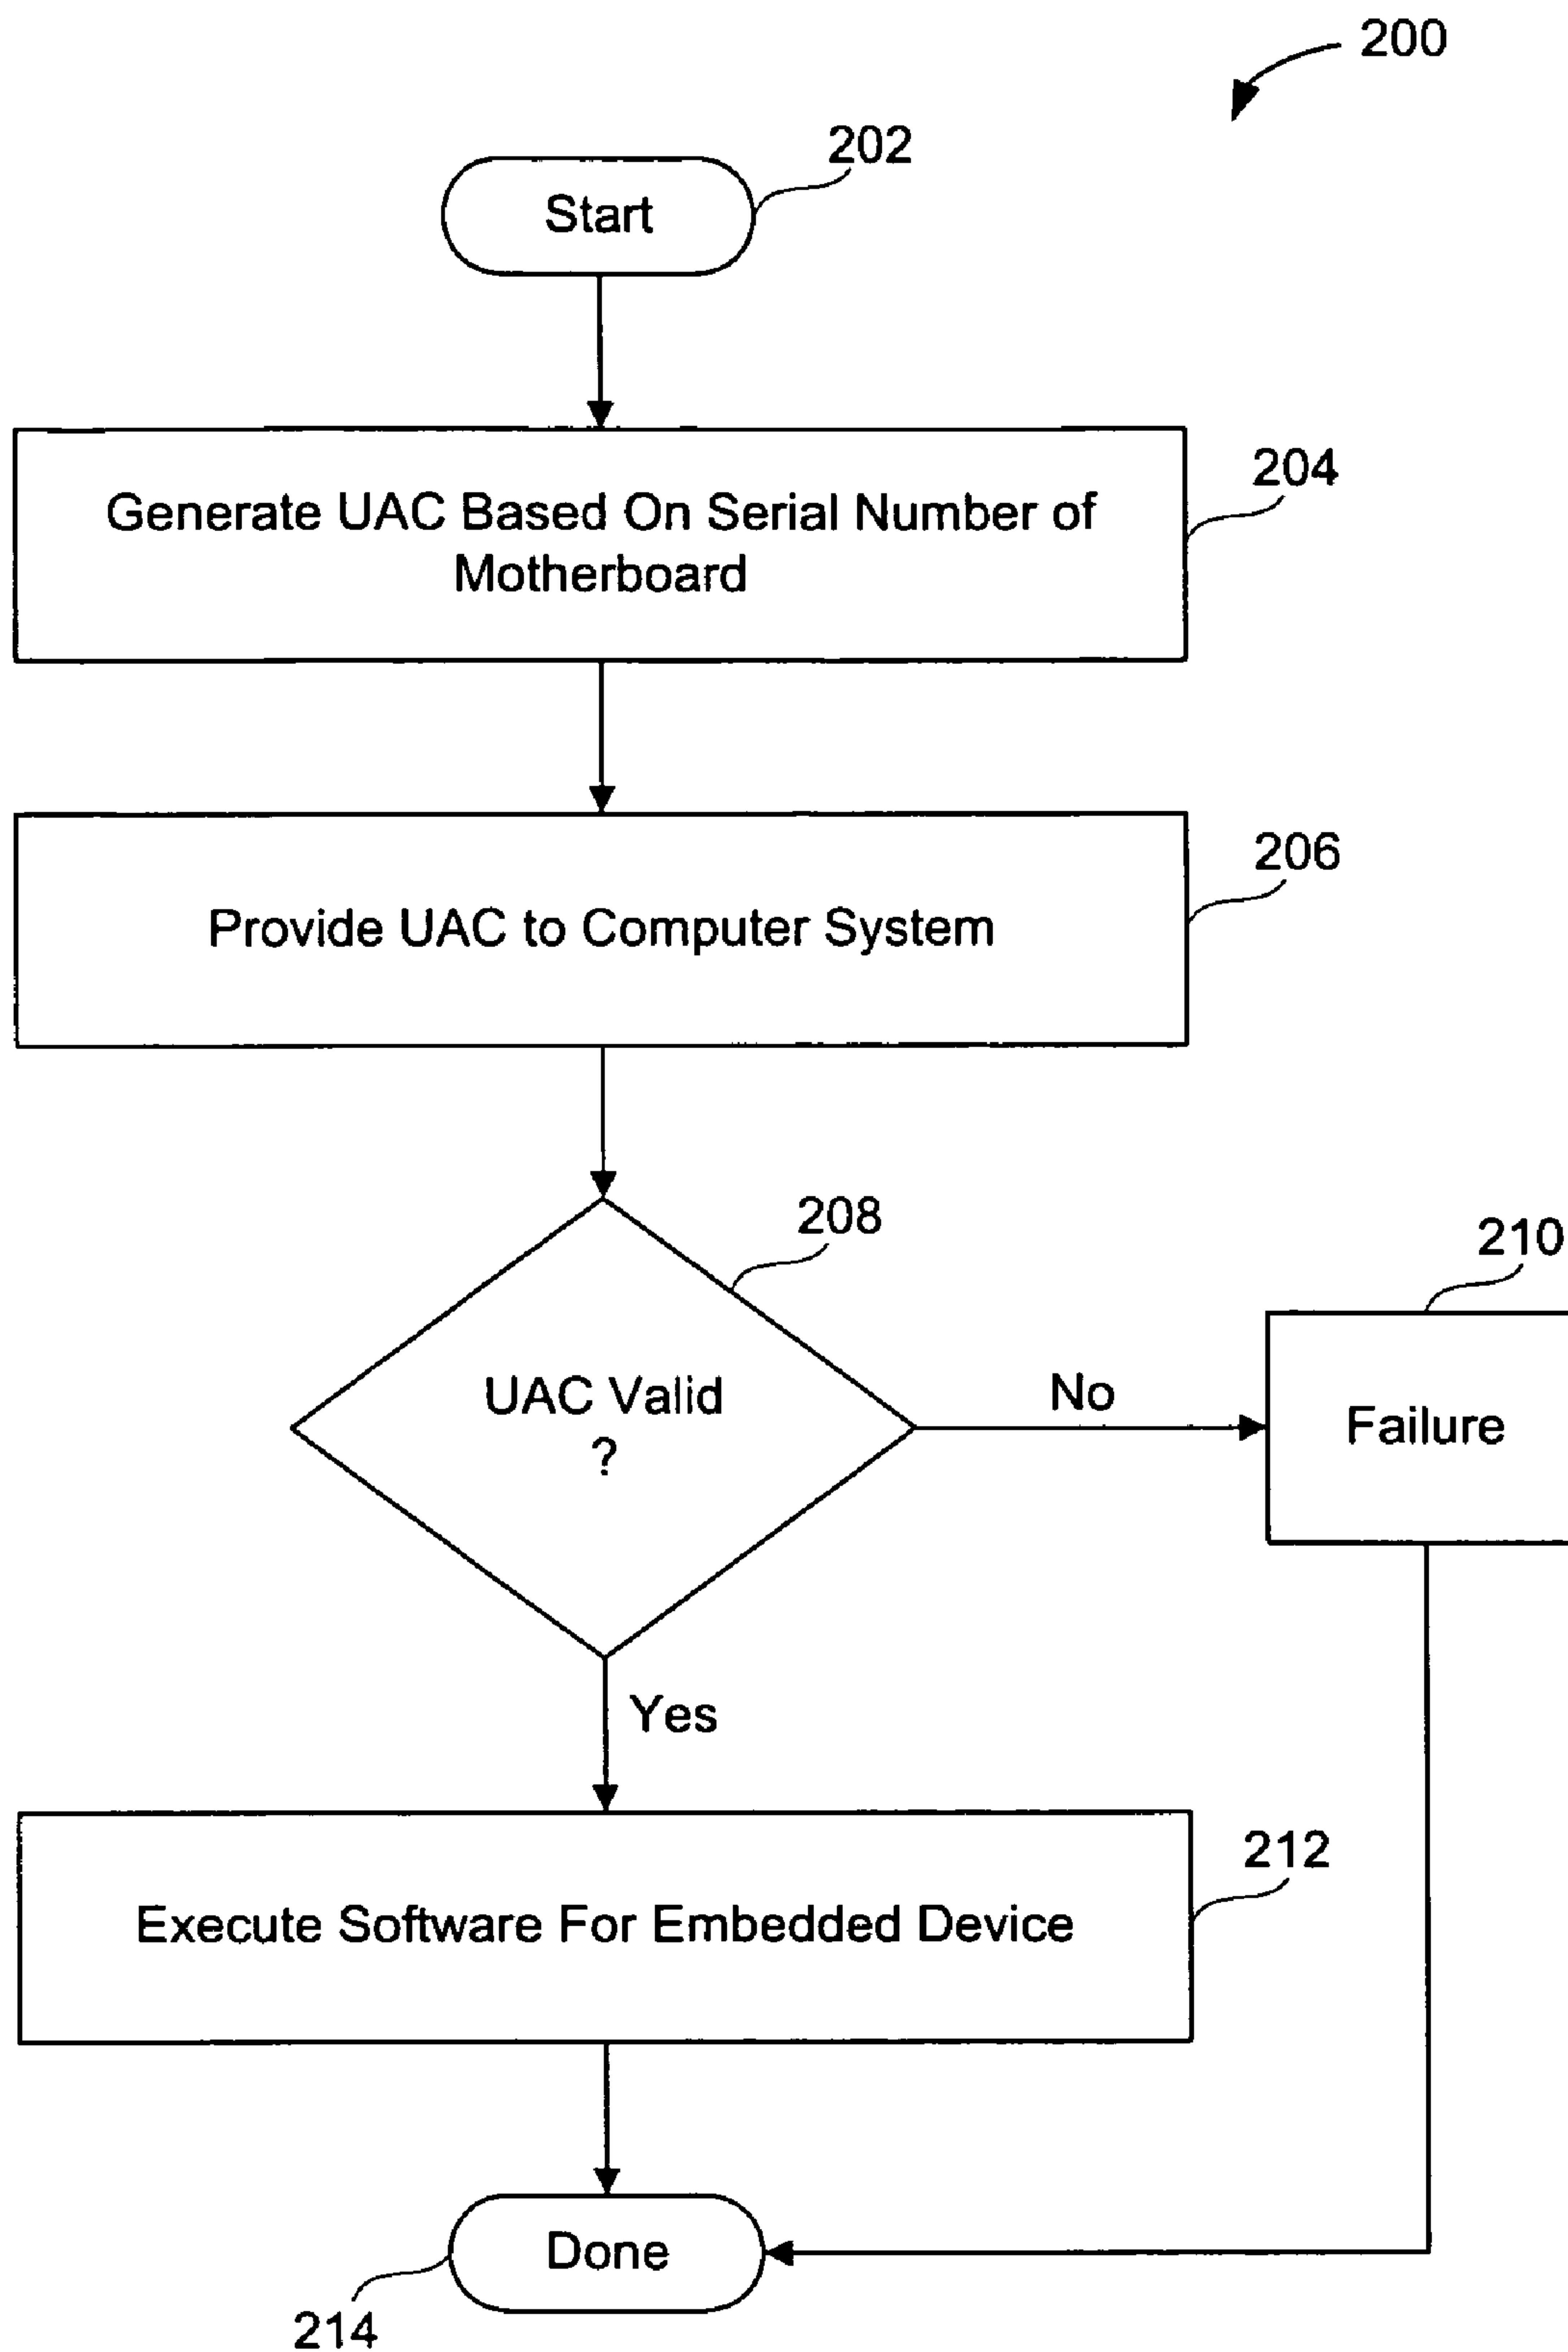 200
202
Start
204
Generate UAC Based On Serial Number of
Motherboard
206
Provide UAC to Computer System
208
UAC Valid
?
No
210
Failure
Yes
212
Execute Software For Embedded Device
Done
214